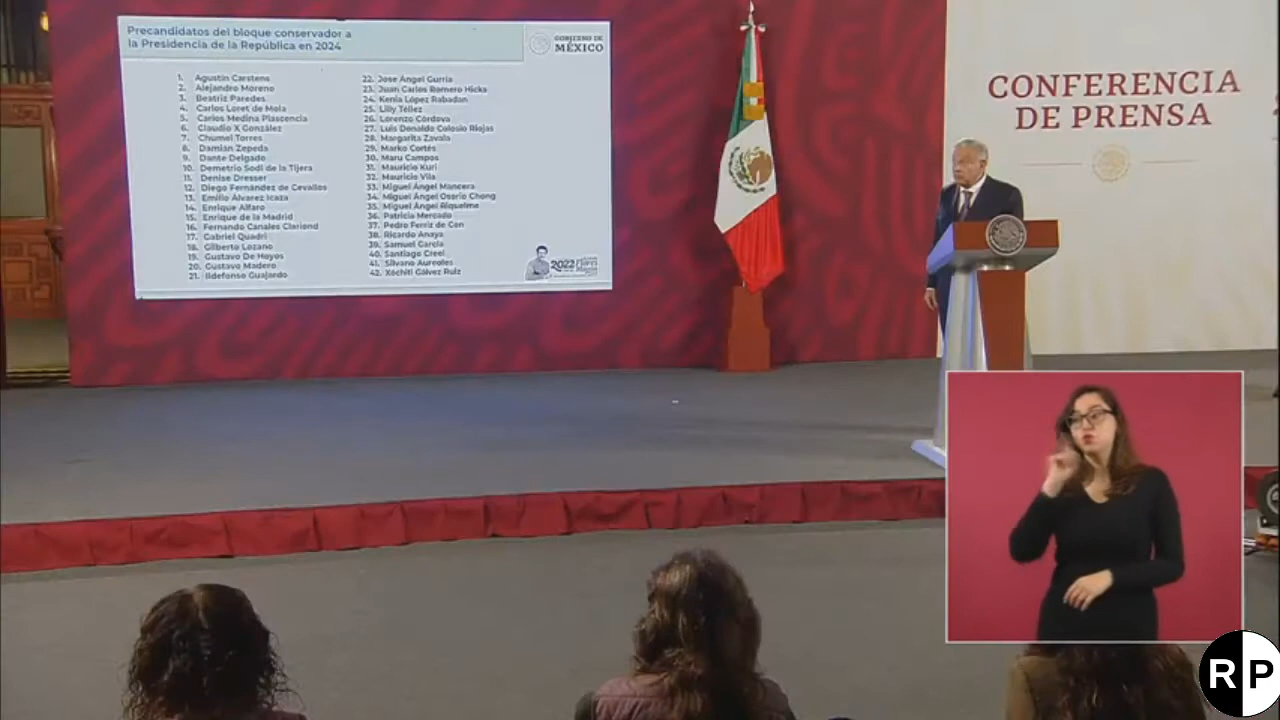 Precandidatos del bloque conservador a
la Presidencia de la República en 2024
GOBIERNO DE
MÉXICO
1. Agustín Carstens
2. Alejandro Moreno
3. Beatriz Paredes
4. Carlos Loret de Mola
5. Carlos Medina Plascencia
6. Claudio X González
7. Chumel Torres
8. Damián Zepeda
9. Dante Delgado
10. Demetrio Sodi de la Tijera
11. Denise Dresser
12. Diego Fernández de Cevallos
13. Emilio Álvarez Icaza
14. Enrique Alfaro
15. Enrique de la Madrid
16. Fernando Canales Clariond
17. Gabriel Quadri
18. Gilberto Lozano
19. Gustavo De Hoyos
20. Gustavo Madero
21. Ildefonso Guajardo
22. Jose Ángel Gurría
23. Juan Carlos Romero Hicks
24. Kenia López Rabadan
25. Lilly Téllez
26. Lorenzo Córdova
27. Luis Donaldo Colosio Riojas
28. Margarita Zavala
29. Marko Cortés
30. Maru Campos
31. Mauricio Kuri
32. Mauricio Vila
33. Miguel Ángel Mancera
34. Miguel Ángel Osorio Chong
35. Miguel Ángel Riquelme
36. Patricia Mercado
37. Pedro Ferriz de Con
38. Ricardo Anaya
39. Samuel García
40. Santiago Creel
41. Silvano Aureoles
42. Xóchitl Gálvez Ruiz
2022 Flores
Magón
CONFERENCIA
DE PRENSA
RP